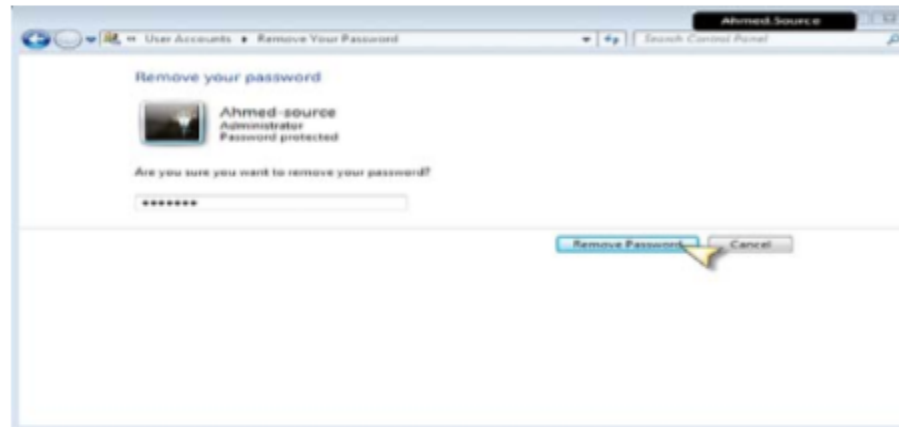 Ahmed.Source
User Accounts ▸ Remove Your Password
Search Control Panel
Remove your password
Ahmed-source
Administrator
Password protected
Are you sure you want to remove your password?
•••••••
Remove Password
Cancel